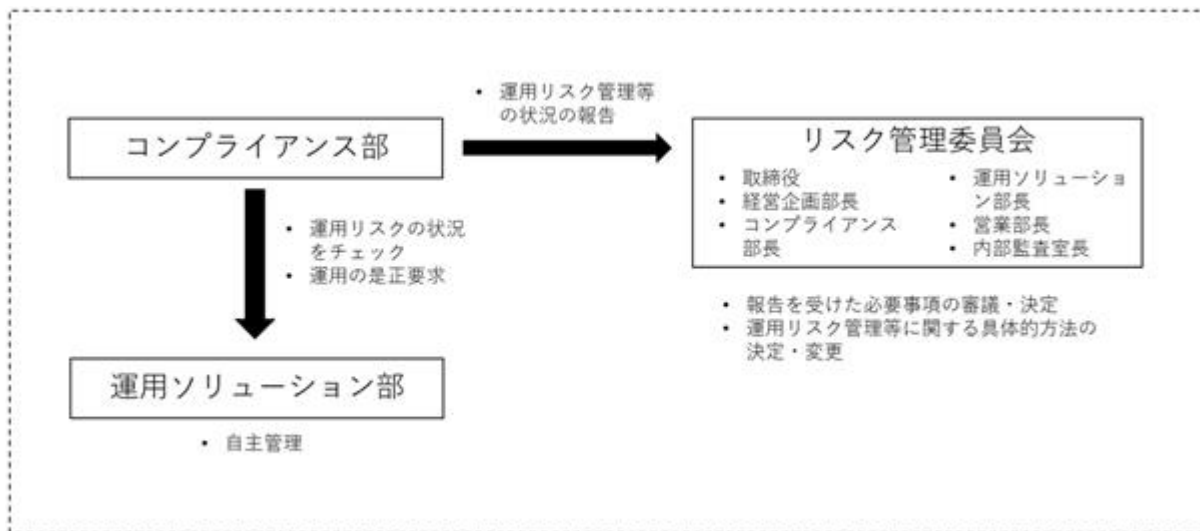 • 運用リスク管理等
の状況の報告
コンプライアンス部
リスク管理委員会
• 取締役
• 経営企画部長
• コンプライアンス
部長
• 運用ソリューショ
ン部長
• 営業部長
• 内部監査室長
• 運用リスクの状況
をチェック
• 運用の是正要求
• 報告を受けた必要事項の審議・決定
• 運用リスク管理等に関する具体的方法の
決定・変更
運用ソリューション部
• 自主管理